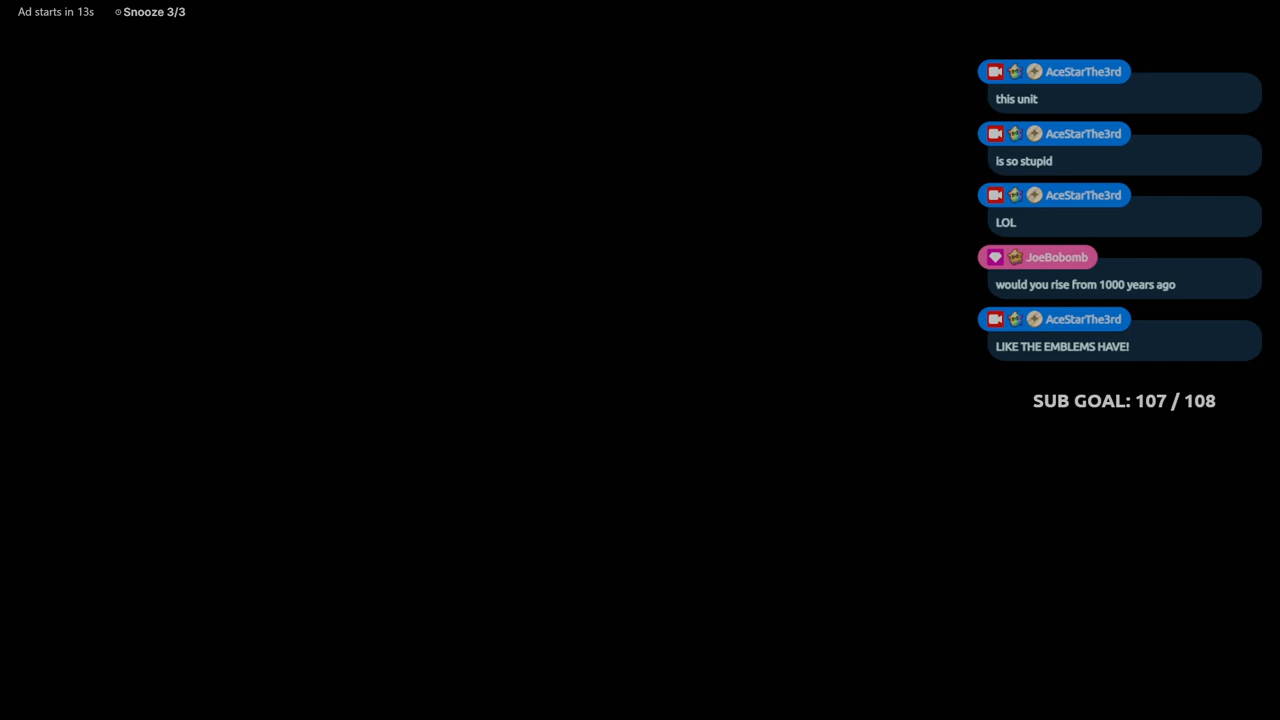 Ad starts in 13s
Snooze 3/3
AceStarThe3rd
this unit
AceStarThe3rd
is so stupid
AceStarThe3rd
LOL
JoeBobomb
would you rise from 1000 years ago
AceStarThe3rd
LIKE THE EMBLEMS HAVE!
SUB GOAL: 107 / 108